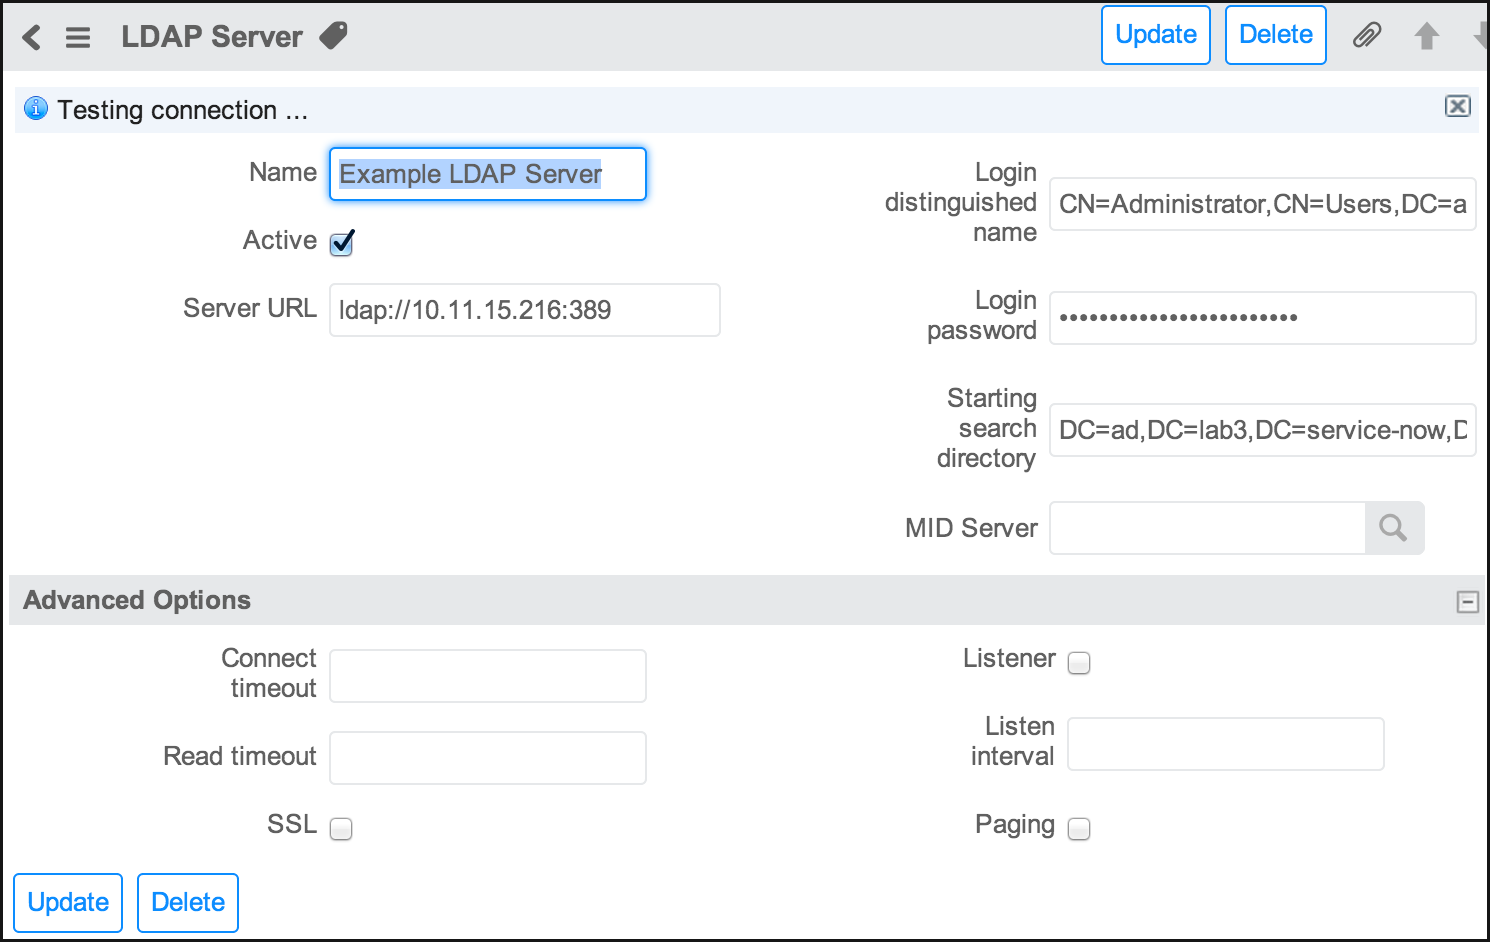 LDAP Server
Update
Delete
Testing connection ...
Name
Example LDAP Server
Active
Server URL
ldap://10.11.15.216:389
Login
distinguished
name
CN=Administrator,CN=Users,DC=a
Login
password
••••••••••••••••••••••••
Starting
search
directory
DC=ad,DC=lab3,DC=service-now,D
MID Server
Advanced Options
Connect
timeout
Read timeout
SSL
Listener
Listen
interval
Paging
Update
Delete